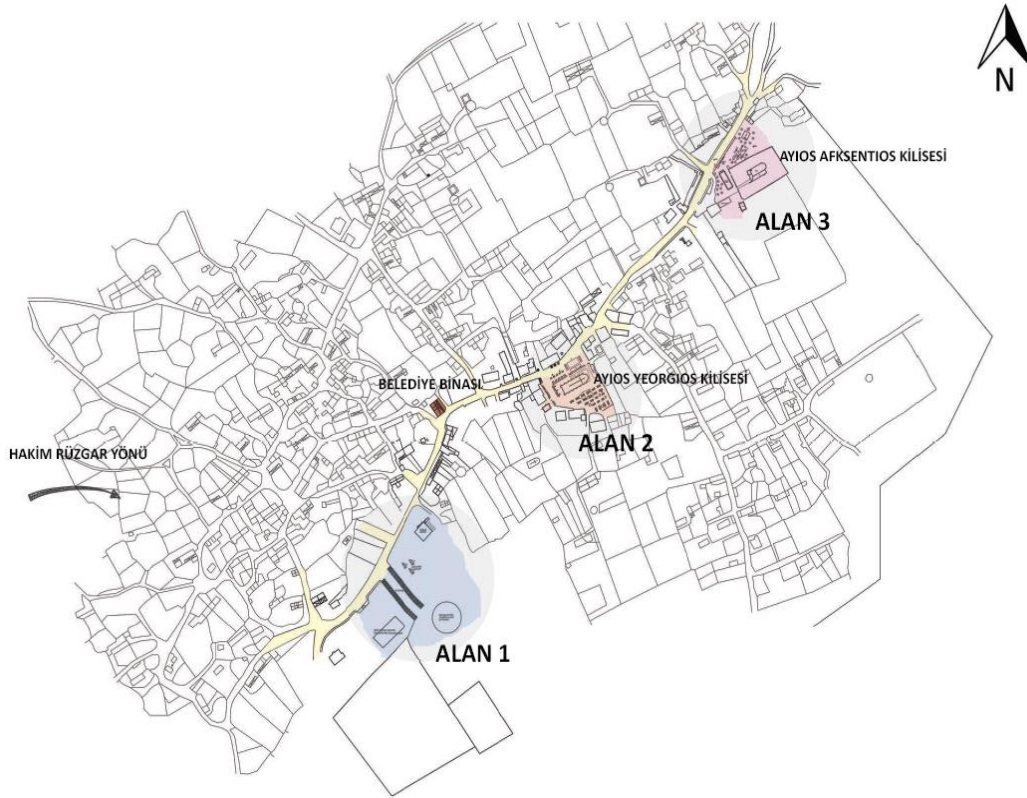 N
AYIOS AFKSENTIOS KİLİSESİ
ALAN 3
BELEDİYE BİNASI
AYIOS YEORGIOS KİLİSESİ
ALAN 2
HAKİM RÜZGAR YÖNÜ
ALAN 1